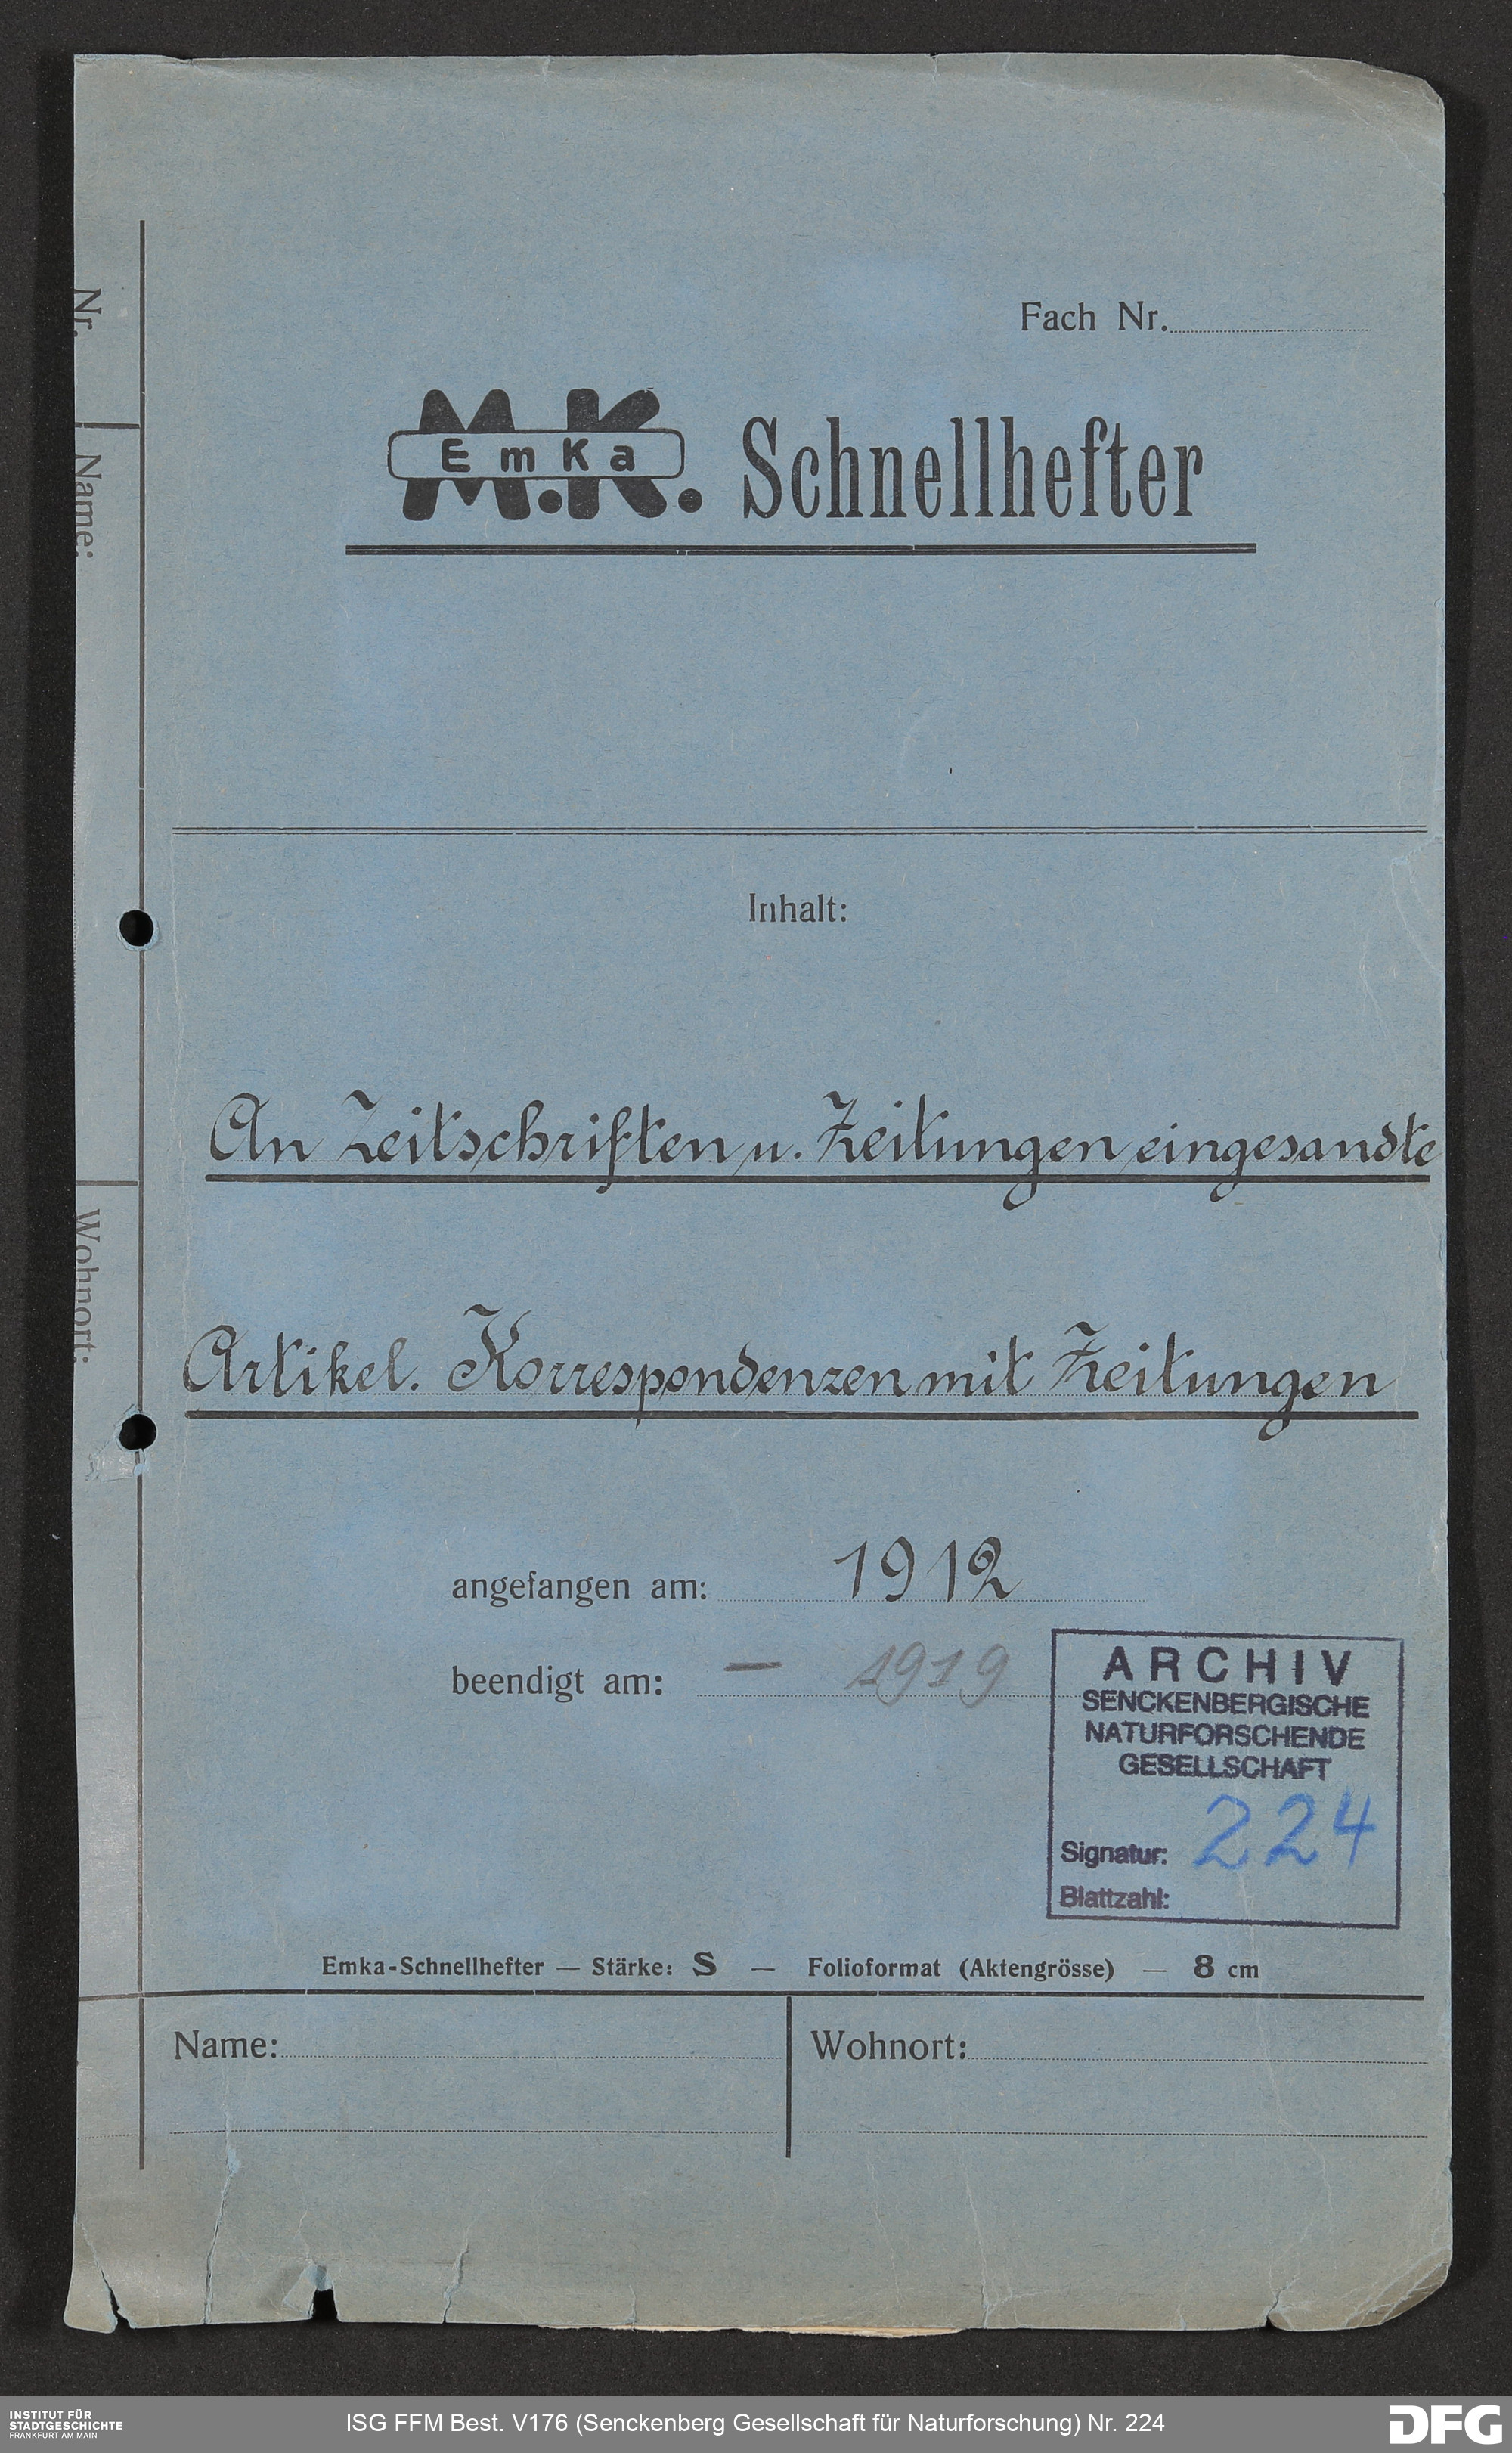 Fach Nr.
M.K.
EmKa
Schnellhefter
Nr.
Name:
Wohnort:
Inhalt:
An Zeitschriften u. Zeitungen eingesandte
Artikel. Korrespondenzen mit Zeitungen
angefangen am: 1912
beendigt am: — 1919
ARCHIV
SENCKENBERGISCHE
NATURFORSCHENDE
GESELLSCHAFT
Signatur: 224
Blattzahl:
Emka-Schnellhefter — Stärke: S — Folioformat (Aktengrösse) — 8 cm
Name:
Wohnort:
INSTITUT FÜR
STADTGESCHICHTE
FRANKFURT AM MAIN
ISG FFM Best. V176 (Senckenberg Gesellschaft für Naturforschung) Nr. 224
DFG